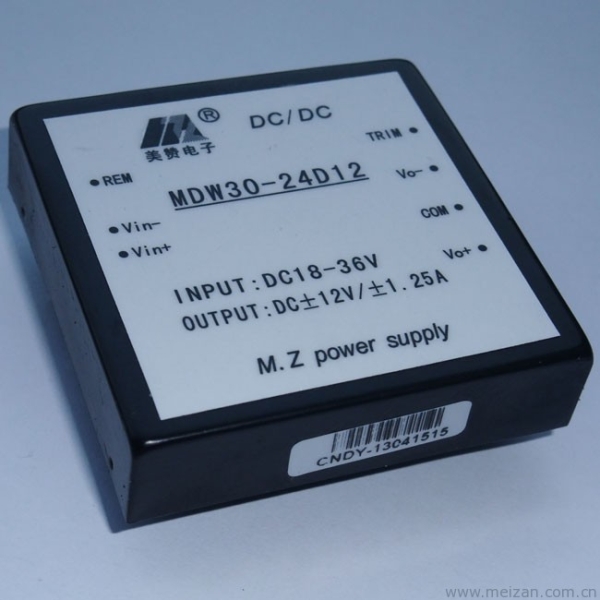 ® DC/DC
美赞电子
TRIM
REM
MDW30-24D12
Vo-
Vin-
COM
Vin+
Vo+
INPUT:DC18-36V
OUTPUT:DC±12V/±1.25A
M.Z power supply
CNDY-13041515
www.meizan.com.cn